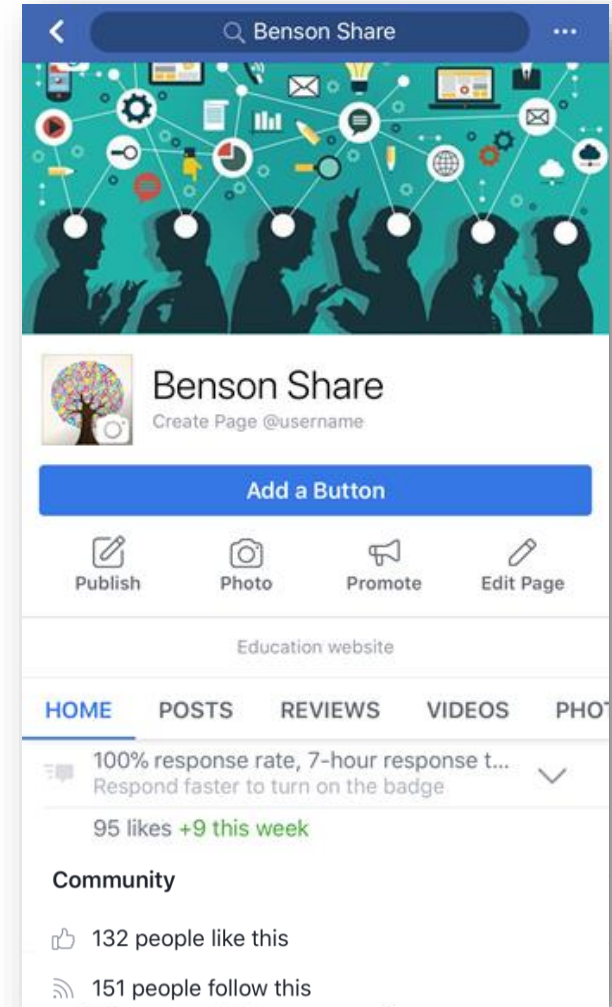 Benson Share
Benson Share
Create Page @username
Add a Button
Publish Photo Promote Edit Page
Education website
HOME POSTS REVIEWS VIDEOS PHOT
100% response rate, 7-hour response t...
Respond faster to turn on the badge
95 likes +9 this week
Community
132 people like this
151 people follow this